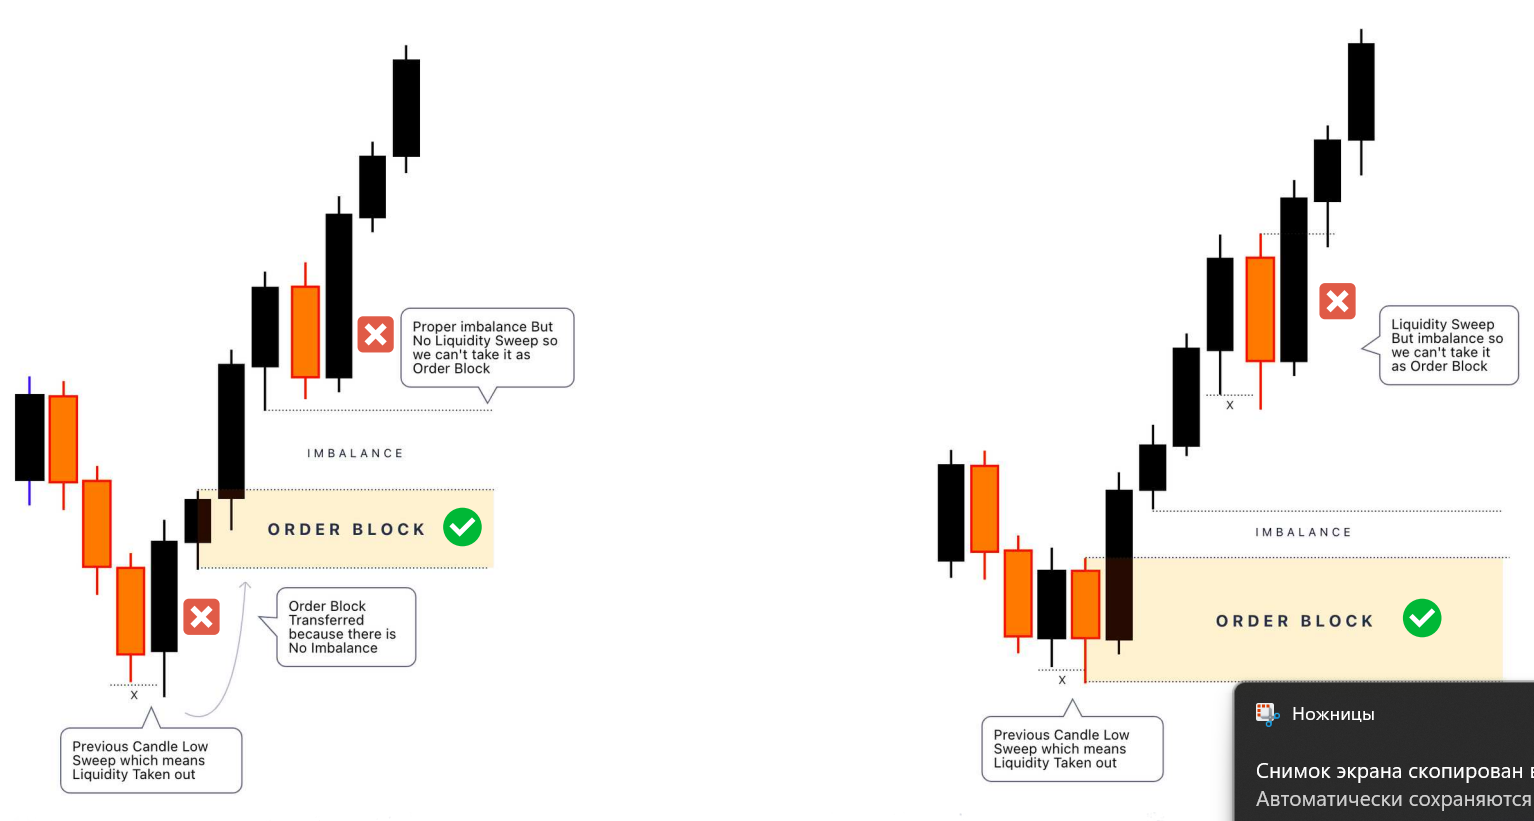 Proper imbalance But
No Liquidity Sweep so
we can't take it as
Order Block
IMBALANCE
ORDER BLOCK
Order Block
Transferred
because there is
No Imbalance
X
Previous Candle Low
Sweep which means
Liquidity Taken out
Liquidity Sweep
But imbalance so
we can't take it
as Order Block
X
IMBALANCE
ORDER BLOCK
X
Previous Candle Low
Sweep which means
Liquidity Taken out
Ножницы
Снимок экрана скопирован в
Автоматически сохраняются